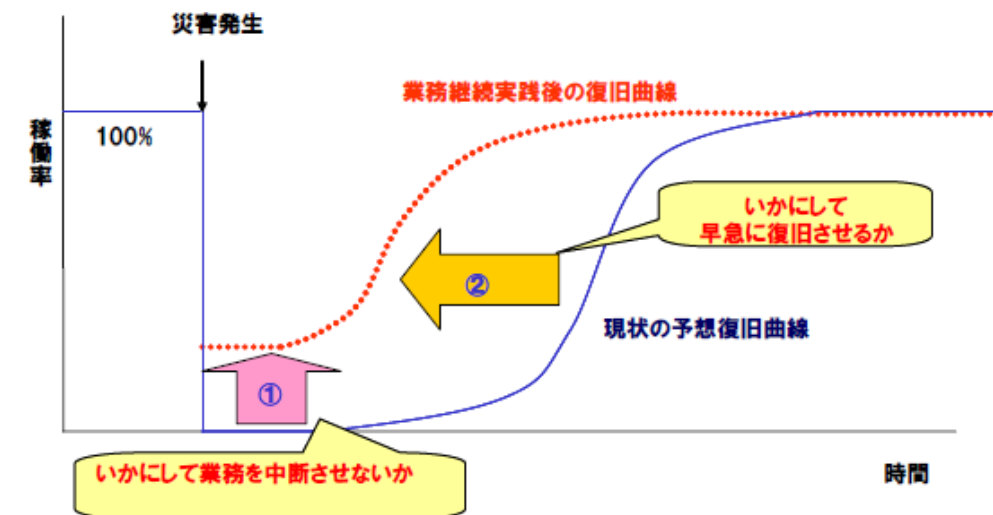 災害発生
業務継続実践後の復旧曲線
稼働率
100%
いかにして
早急に復旧させるか
②
現状の予想復旧曲線
①
いかにして業務を中断させないか
時間